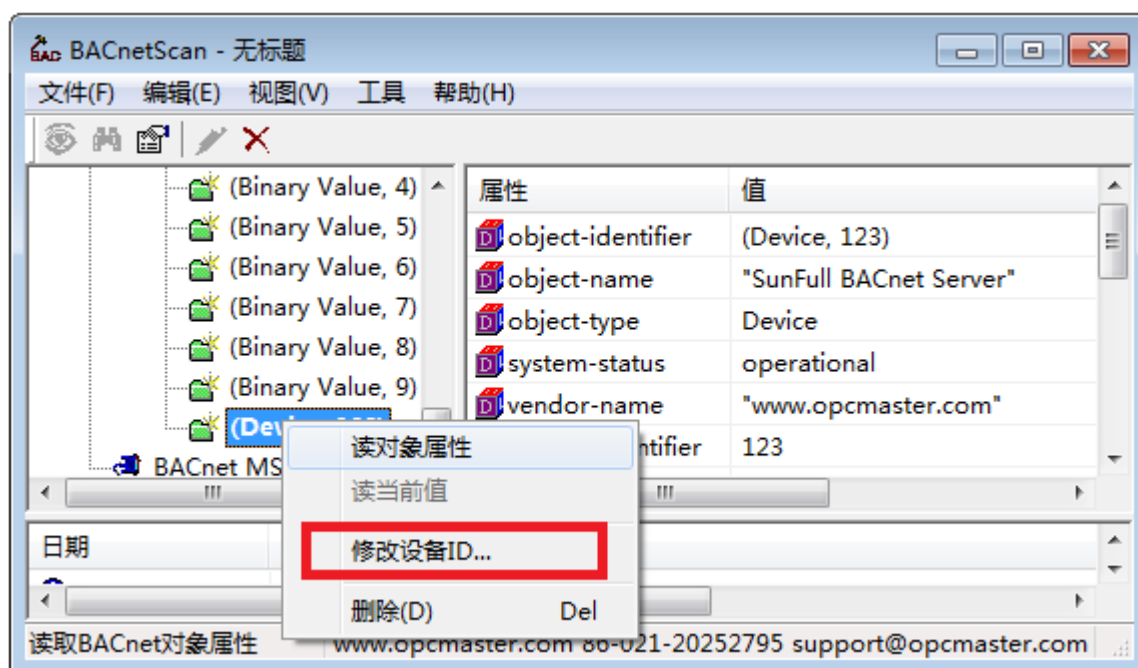 BAC BACnetScan - 无标题
文件(F) 编辑(E) 视图(V) 工具 帮助(H)
(Binary Value, 4)
(Binary Value, 5)
(Binary Value, 6)
(Binary Value, 7)
(Binary Value, 8)
(Binary Value, 9)
(Dev
BACnet MS
属性 值
object-identifier (Device, 123)
object-name "SunFull BACnet Server"
object-type Device
system-status operational
vendor-name "www.opcmaster.com"
ntifier 123
读对象属性
读当前值
修改设备ID...
删除(D) Del
日期
读取BACnet对象属性 www.opcmaster.com 86-021-20252795 support@opcmaster.com